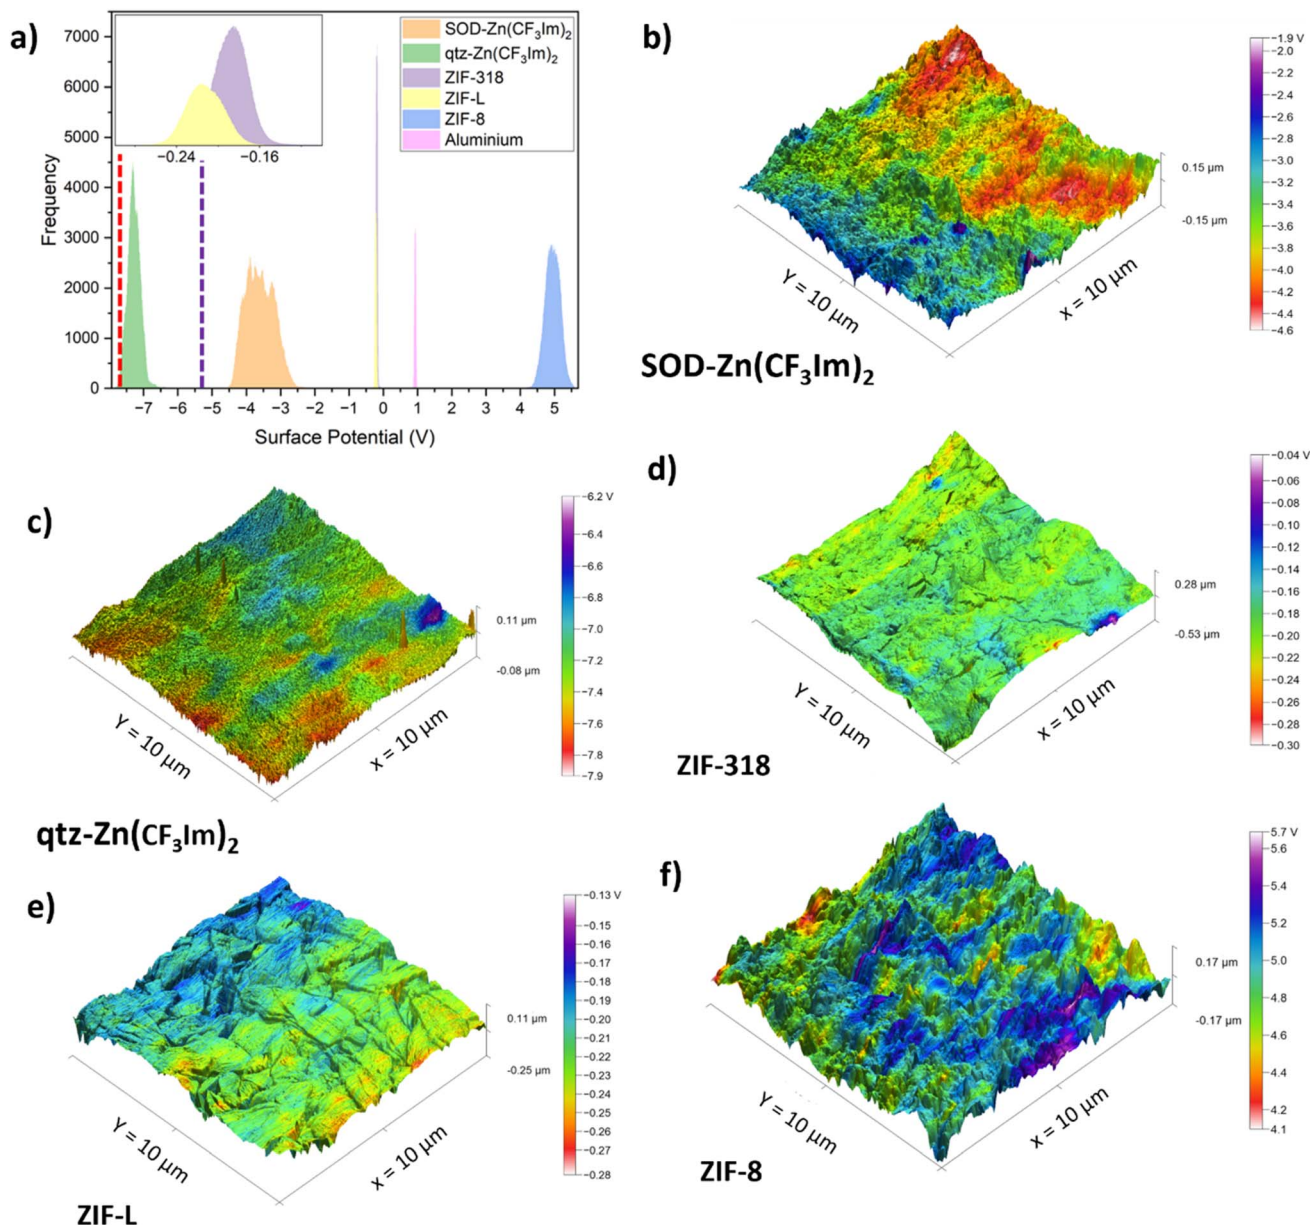 a)
7000
6000
5000
4000
3000
2000
1000
0
Frequency
−7 −6 −5 −4 −3 −2 −1 0 1 2 3 4 5
Surface Potential (V)
−0.24 −0.16
SOD-Zn(CF₃Im)₂
qtz-Zn(CF₃Im)₂
ZIF-318
ZIF-L
ZIF-8
Aluminium
b)
−1.9 V
−2.0
−2.2
−2.4
−2.6
−2.8
−3.0
−3.2
−3.4
−3.6
−3.8
−4.0
−4.2
−4.4
−4.6
0.15 µm
-0.15 µm
Y = 10 µm
x = 10 µm
SOD-Zn(CF₃Im)₂
c)
−6.2 V
−6.4
−6.6
−6.8
−7.0
−7.2
−7.4
−7.6
−7.8
−7.9
0.11 µm
-0.08 µm
Y = 10 µm
x = 10 µm
qtz-Zn(CF₃Im)₂
d)
−0.04 V
−0.06
−0.08
−0.10
−0.12
−0.14
−0.16
−0.18
−0.20
−0.22
−0.24
−0.26
−0.28
−0.30
0.28 µm
-0.53 µm
Y = 10 µm
x = 10 µm
ZIF-318
e)
−0.13 V
−0.15
−0.16
−0.17
−0.18
−0.19
−0.20
−0.21
−0.22
−0.23
−0.24
−0.25
−0.26
−0.27
−0.28
0.11 µm
-0.25 µm
Y = 10 µm
x = 10 µm
ZIF-L
f)
5.7 V
5.6
5.4
5.2
5.0
4.8
4.6
4.4
4.2
4.1
0.17 µm
-0.17 µm
Y = 10 µm
x = 10 µm
ZIF-8